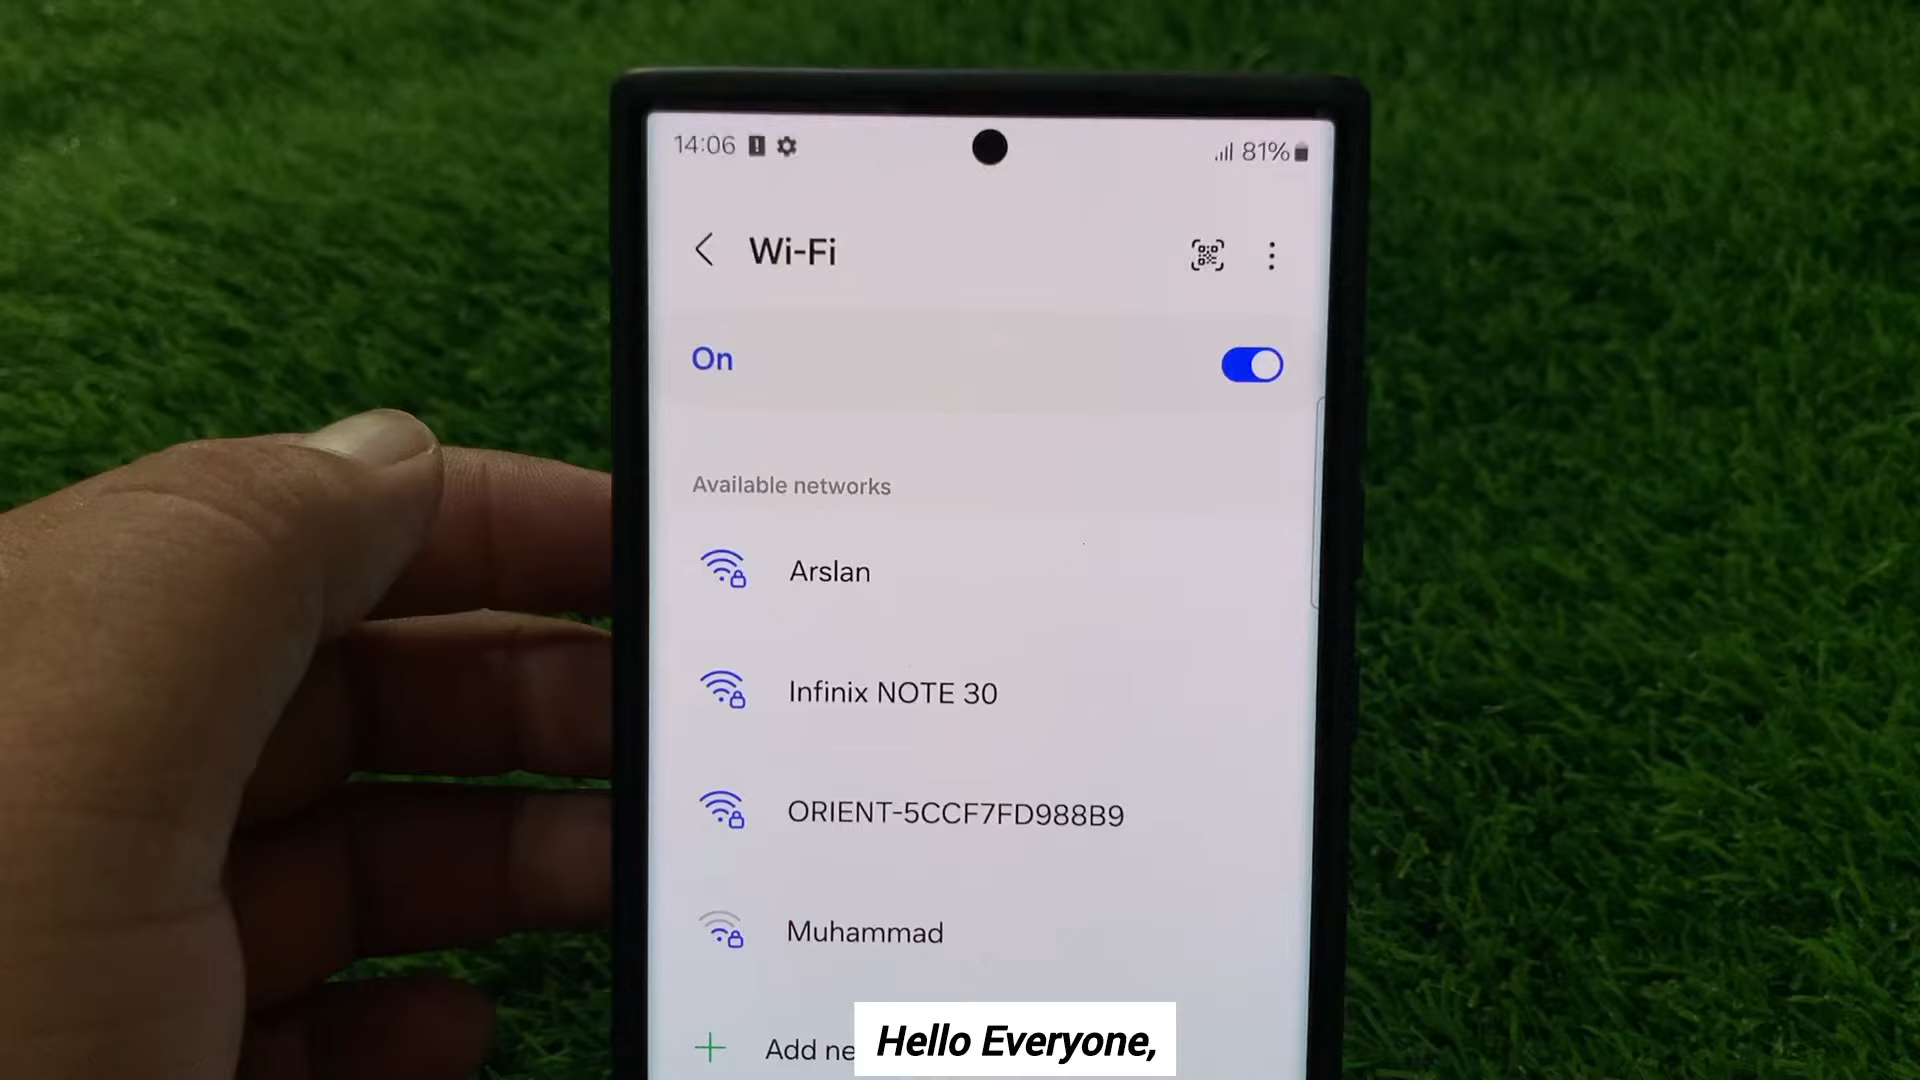 14:06
81%
Wi-Fi
On
Available networks
Arslan
Infinix NOTE 30
ORIENT-5CCF7FD988B9
Muhammad
Add ne
Hello Everyone,